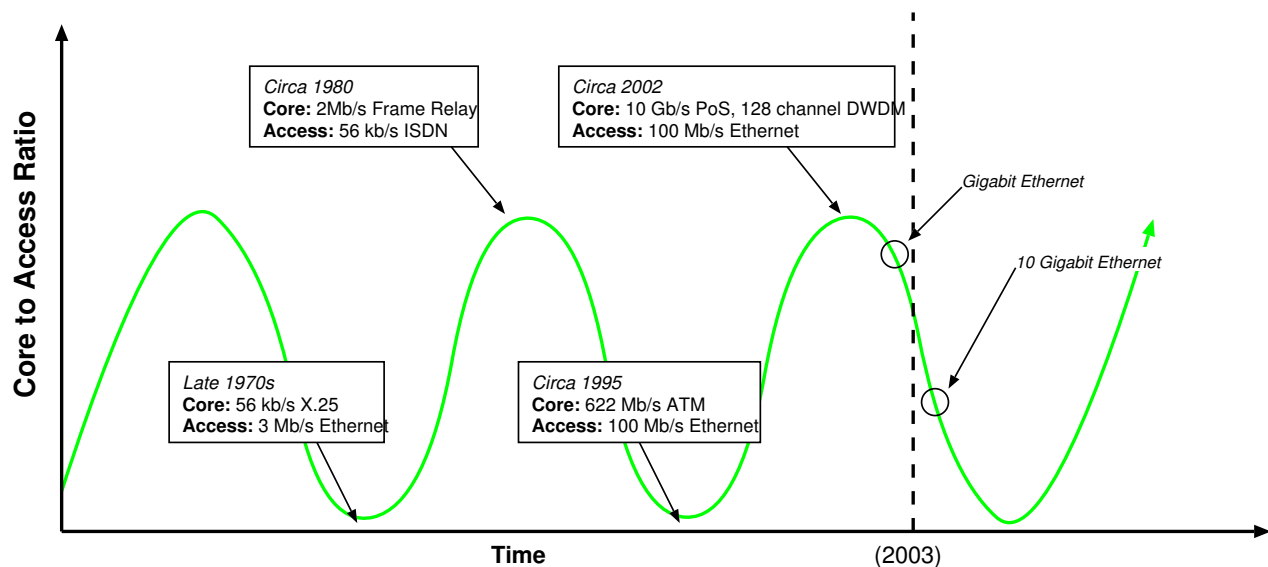 Core to Access Ratio
Circa 1980
Core: 2Mb/s Frame Relay
Access: 56 kb/s ISDN
Circa 2002
Core: 10 Gb/s PoS, 128 channel DWDM
Access: 100 Mb/s Ethernet
Gigabit Ethernet
10 Gigabit Ethernet
Late 1970s
Core: 56 kb/s X.25
Access: 3 Mb/s Ethernet
Circa 1995
Core: 622 Mb/s ATM
Access: 100 Mb/s Ethernet
Time
(2003)